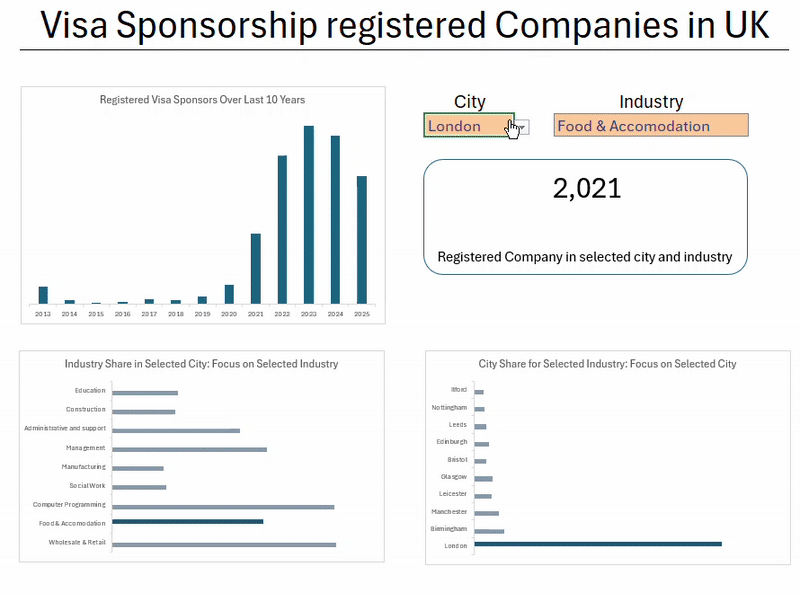 Visa Sponsorship registered Companies in UK
Registered Visa Sponsors Over Last 10 Years
2013 2014 2015 2016 2017 2018 2019 2020 2021 2022 2023 2024 2025
City
Industry
London
Food & Accomodation
2,021
Registered Company in selected city and industry
Industry Share in Selected City: Focus on Selected Industry
Education
Construction
Administrative and support
Management
Manufacturing
Social Work
Computer Programming
Food & Accomodation
Wholesale & Retail
City Share for Selected Industry: Focus on Selected City
Ilford
Nottingham
Leeds
Edinburgh
Bristol
Glasgow
Leicester
Manchester
Birmingham
London